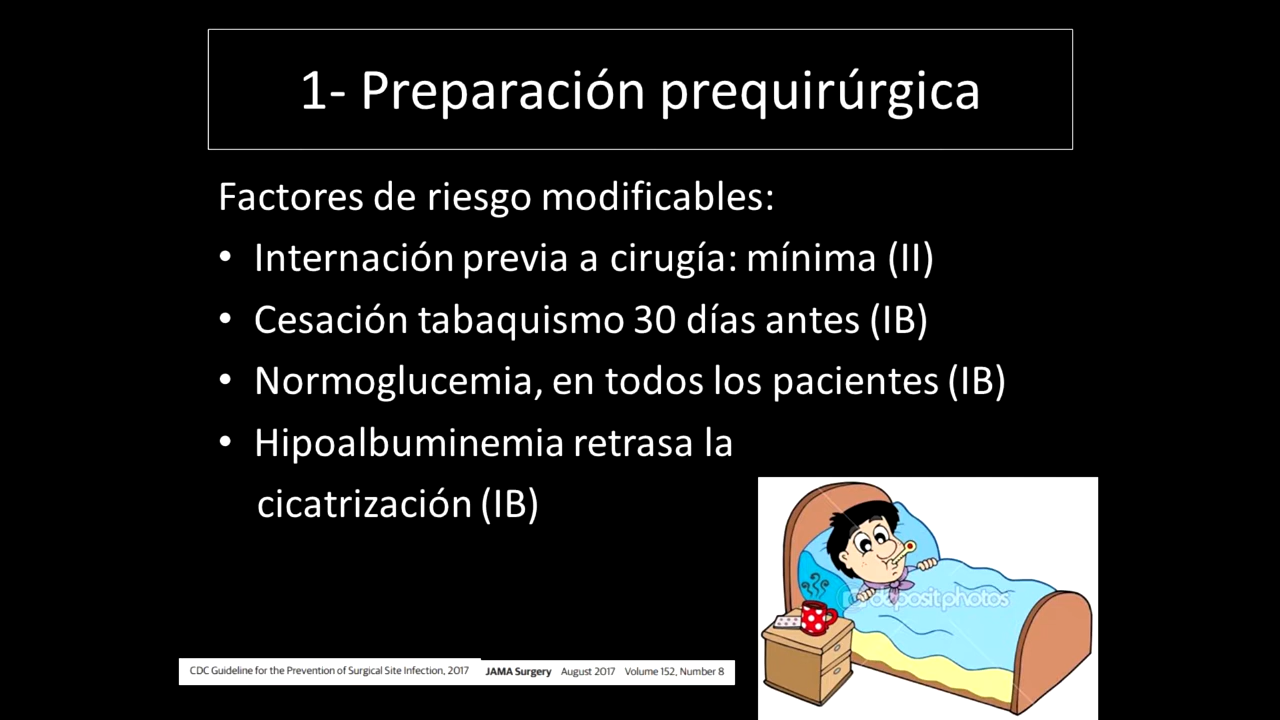 1- Preparación prequirúrgica
Factores de riesgo modificables:
• Internación previa a cirugía: mínima (II)
• Cesación tabaquismo 30 días antes (IB)
• Normoglucemia, en todos los pacientes (IB)
• Hipoalbuminemia retrasa la
cicatrización (IB)
depositphotos
CDC Guideline for the Prevention of Surgical Site Infection, 2017 JAMA Surgery August 2017 Volume 152, Number 8